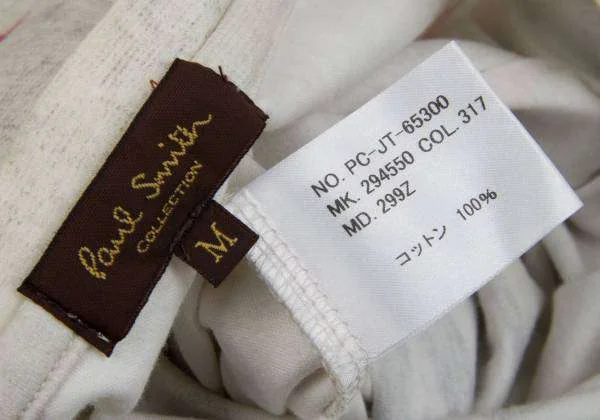 Paul Smith
COLLECTION
M
NO. PC-JT-65300
MK. 294550 COL. 317
MD. 299Z
コットン 100%